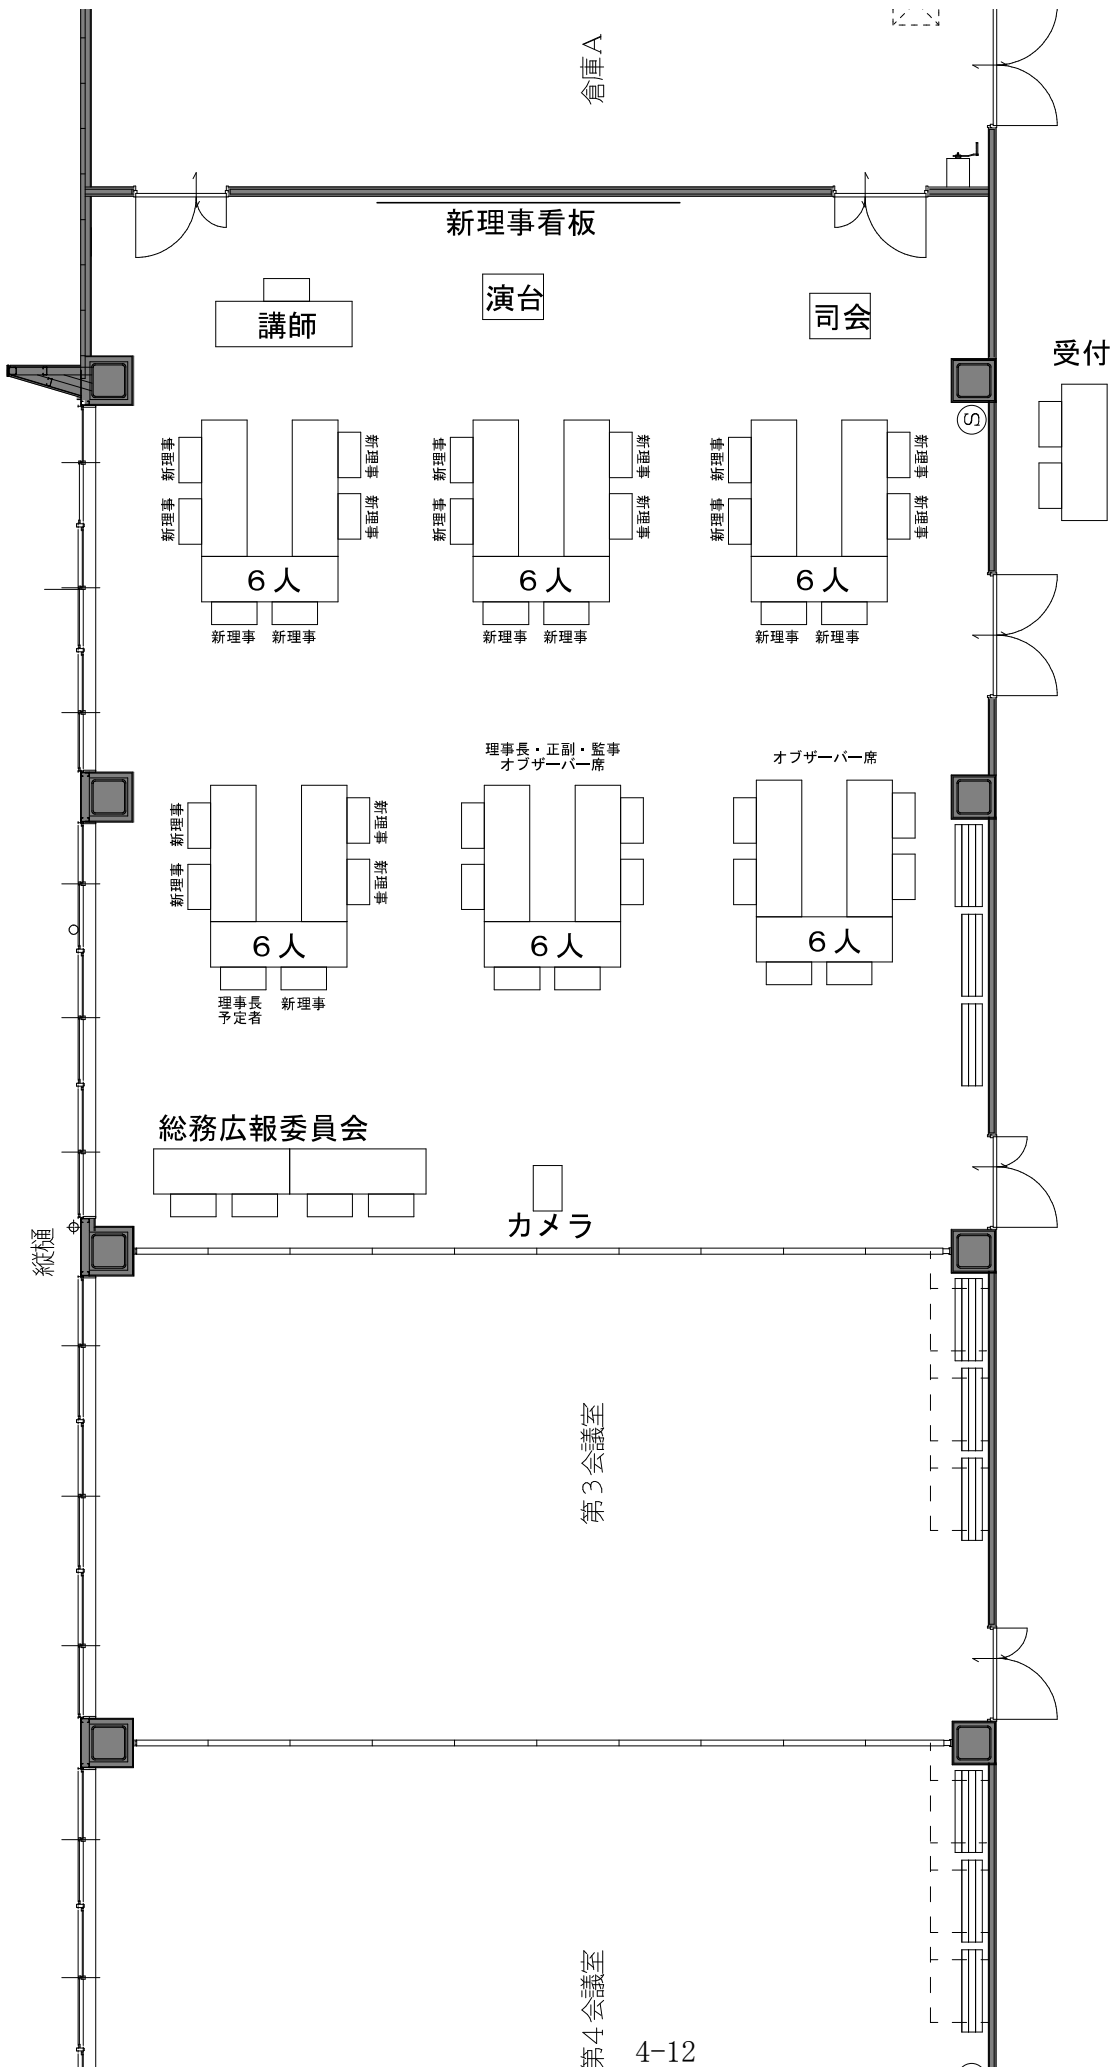 倉庫A
新理事看板
講師
演台
司会
受付
S
新理事
新理事
新理事
新理事
6人
新理事
新理事
新理事
新理事
新理事
新理事
6人
新理事
新理事
新理事
新理事
新理事
新理事
6人
新理事
新理事
新理事
新理事
新理事
新理事
6人
理事長
予定者
新理事
理事長・正副・監事
オブザーバー席
6人
オブザーバー席
6人
総務広報委員会
カメラ
縦樋
第3会議室
第4会議室
4-12